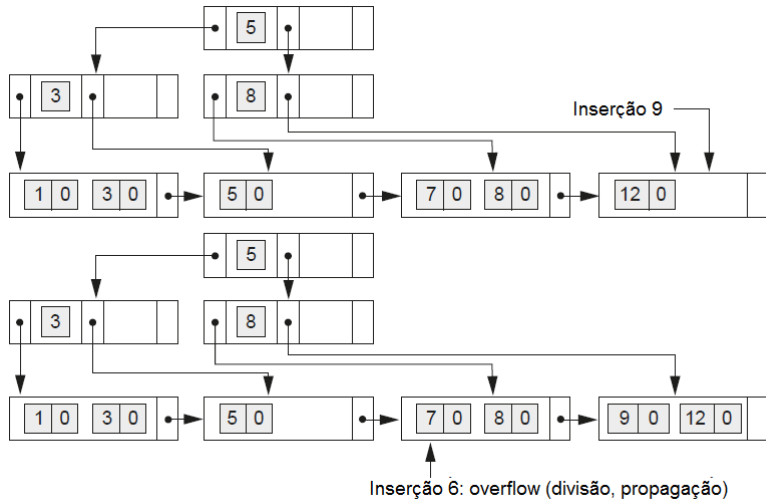 5
3 8
Inserção 9
1 0 3 0 5 0 7 0 8 0 12 0
5
3 8
1 0 3 0 5 0 7 0 8 0 9 0 12 0
Inserção 6: overflow (divisão, propagação)